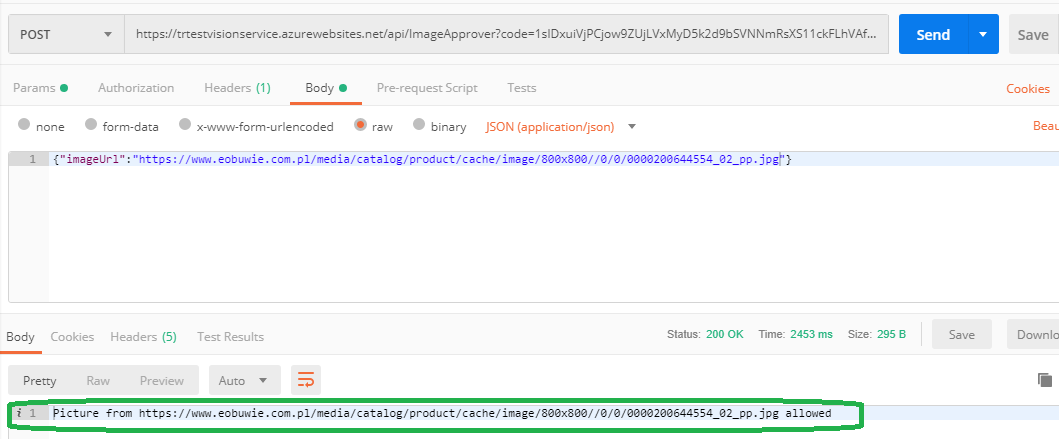 POST https://trtestvisionservice.azurewebsites.net/api/ImageApprover?code=1sIDxuiVjPCjow9ZUjLVxMyD5k2d9bSVNNmRsXS11ckFLhVAf... Send Save
Params Authorization Headers (1) Body Pre-request Script Tests Cookies
none form-data x-www-form-urlencoded raw binary JSON (application/json) Beau
1 {"imageUrl":"https://www.eobuwie.com.pl/media/catalog/product/cache/image/800x800//0/0/0000200644554_02_pp.jpg"}
Body Cookies Headers (5) Test Results Status: 200 OK Time: 2453 ms Size: 295 B Save Downlo
Pretty Raw Preview Auto
i 1 Picture from https://www.eobuwie.com.pl/media/catalog/product/cache/image/800x800//0/0/0000200644554_02_pp.jpg allowed